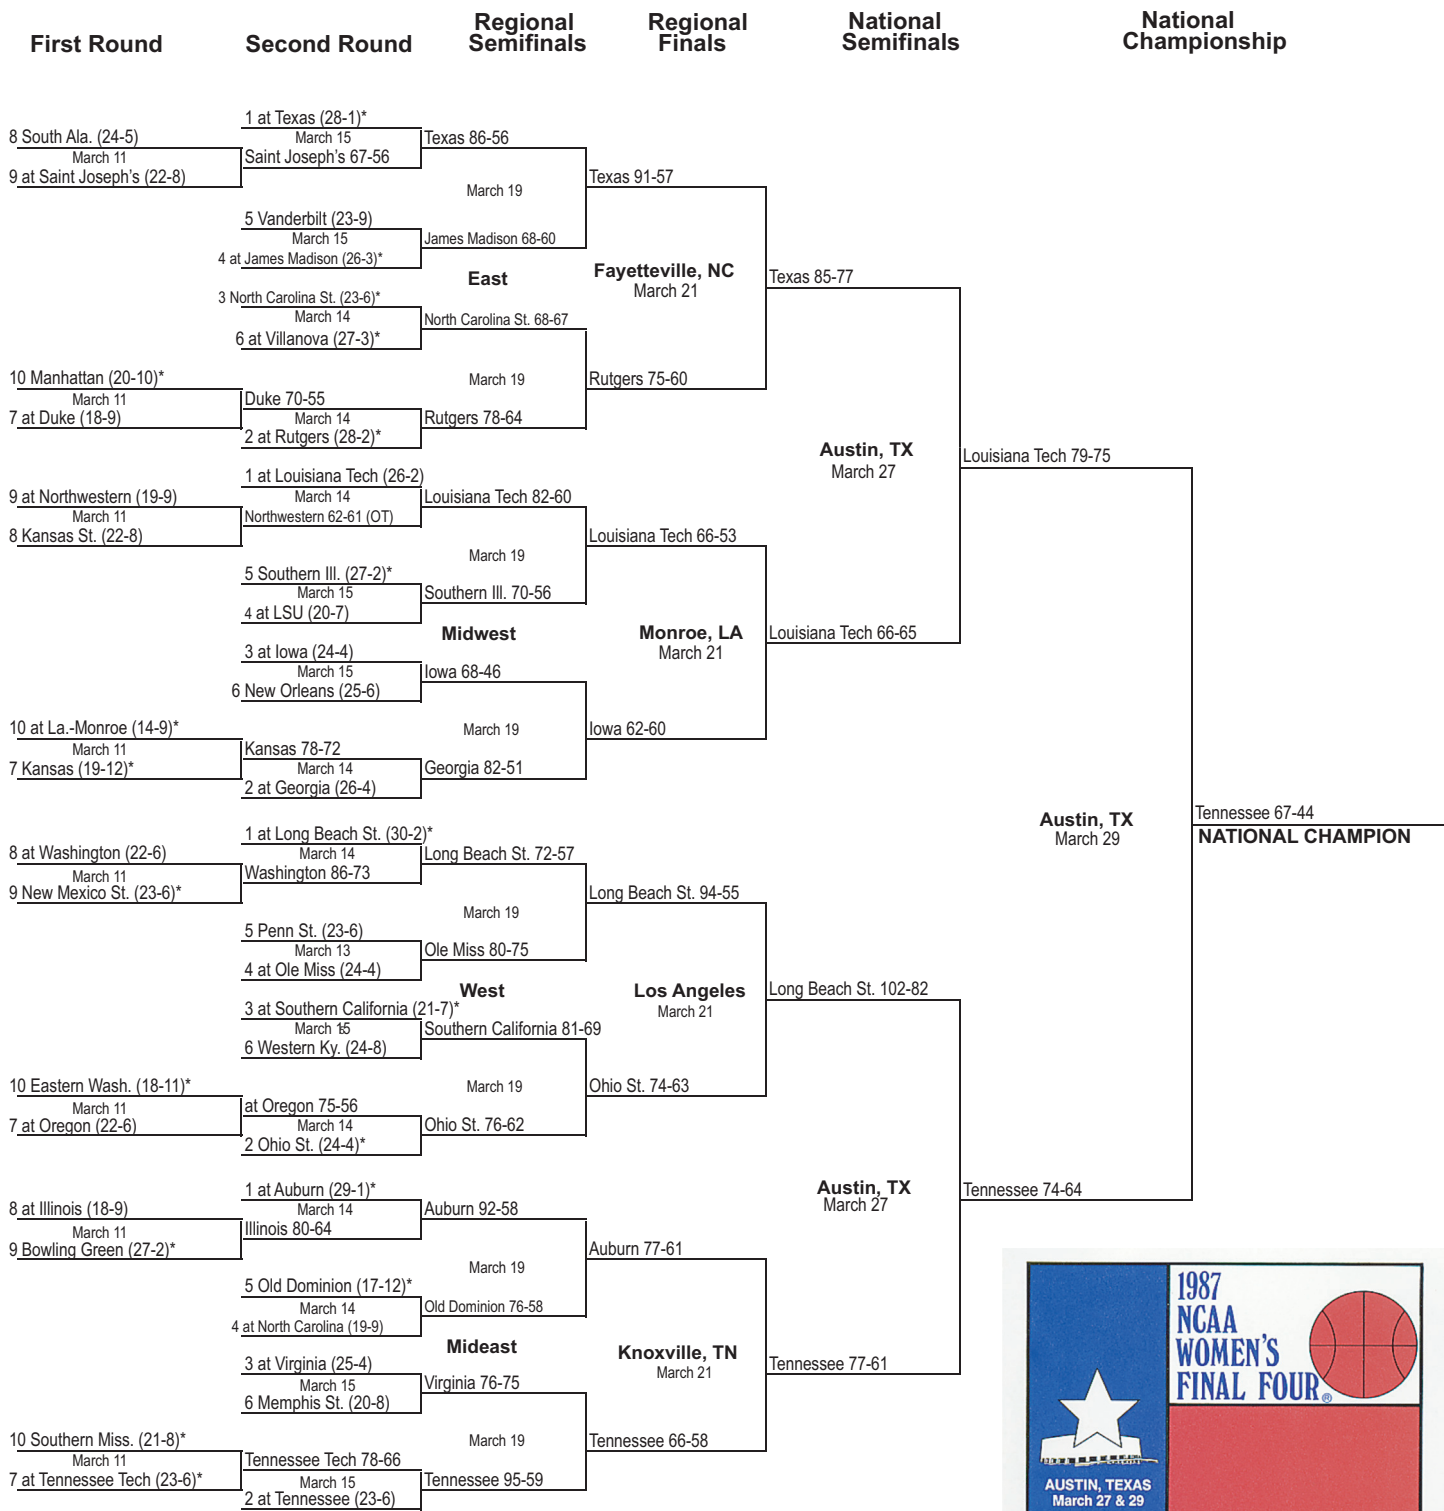 First Round
Second Round
Regional
Semifinals
Regional
Finals
National
Semifinals
National
Championship
1 at Texas (28-1)*
8 South Ala. (24-5)
March 15
Texas 86-56
March 11
Saint Joseph's 67-56
9 at Saint Joseph's (22-8)
Texas 91-57
March 19
5 Vanderbilt (23-9)
March 15
James Madison 68-60
4 at James Madison (26-3)*
East
Fayetteville, NC
March 21
Texas 85-77
3 North Carolina St. (23-6)*
March 14
North Carolina St. 68-67
6 at Villanova (27-3)*
10 Manhattan (20-10)*
March 19
Rutgers 75-60
March 11
Duke 70-55
7 at Duke (18-9)
March 14
Rutgers 78-64
2 at Rutgers (28-2)*
Austin, TX
March 27
Louisiana Tech 79-75
1 at Louisiana Tech (26-2)
9 at Northwestern (19-9)
March 14
Louisiana Tech 82-60
March 11
Northwestern 62-61 (OT)
8 Kansas St. (22-8)
Louisiana Tech 66-53
March 19
5 Southern Ill. (27-2)*
March 15
Southern Ill. 70-56
4 at LSU (20-7)
Midwest
Monroe, LA
March 21
Louisiana Tech 66-65
3 at Iowa (24-4)
March 15
Iowa 68-46
6 New Orleans (25-6)
10 at La.-Monroe (14-9)*
March 19
Iowa 62-60
March 11
Kansas 78-72
7 Kansas (19-12)*
March 14
Georgia 82-51
2 at Georgia (26-4)
Austin, TX
March 29
Tennessee 67-44
NATIONAL CHAMPION
1 at Long Beach St. (30-2)*
8 at Washington (22-6)
March 14
Long Beach St. 72-57
March 11
Washington 86-73
9 New Mexico St. (23-6)*
Long Beach St. 94-55
March 19
5 Penn St. (23-6)
March 13
Ole Miss 80-75
4 at Ole Miss (24-4)
West
Los Angeles
March 21
Long Beach St. 102-82
3 at Southern California (21-7)*
March 15
Southern California 81-69
6 Western Ky. (24-8)
10 Eastern Wash. (18-11)*
March 19
Ohio St. 74-63
March 11
at Oregon 75-56
7 at Oregon (22-6)
March 14
Ohio St. 76-62
2 Ohio St. (24-4)*
Austin, TX
March 27
Tennessee 74-64
1 at Auburn (29-1)*
8 at Illinois (18-9)
March 14
Auburn 92-58
March 11
Illinois 80-64
9 Bowling Green (27-2)*
Auburn 77-61
March 19
5 Old Dominion (17-12)*
March 14
Old Dominion 76-58
4 at North Carolina (19-9)
Mideast
Knoxville, TN
March 21
Tennessee 77-61
3 at Virginia (25-4)
March 15
Virginia 76-75
6 Memphis St. (20-8)
10 Southern Miss. (21-8)*
March 19
Tennessee 66-58
March 11
Tennessee Tech 78-66
7 at Tennessee Tech (23-6)*
March 15
Tennessee 95-59
2 at Tennessee (23-6)
1987
NCAA
WOMEN'S
FINAL FOUR®
AUSTIN, TEXAS
March 27 & 29